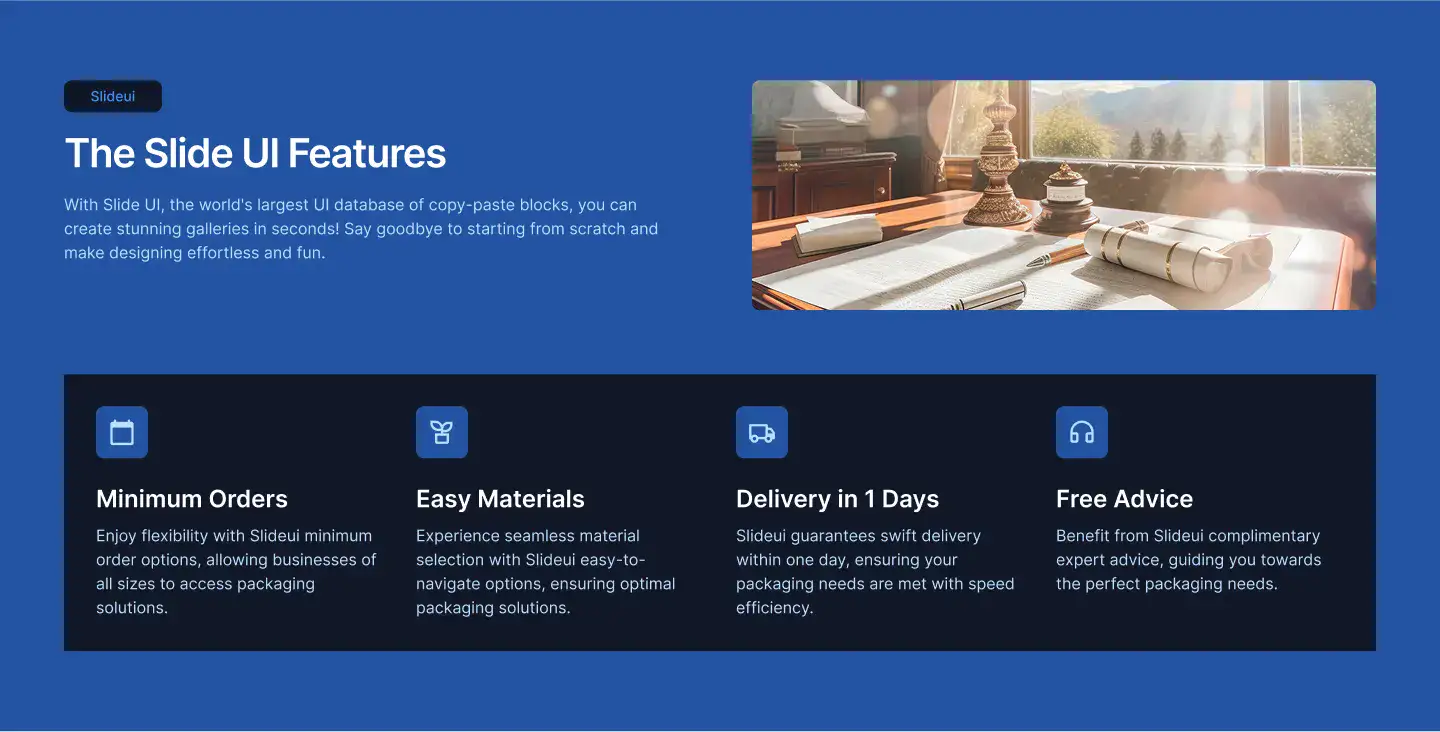 Slideui
The Slide UI Features
With Slide UI, the world's largest UI database of copy-paste blocks, you can
create stunning galleries in seconds! Say goodbye to starting from scratch and
make designing effortless and fun.
Minimum Orders
Enjoy flexibility with Slideui minimum
order options, allowing businesses of
all sizes to access packaging
solutions.
Easy Materials
Experience seamless material
selection with Slideui easy-to-
navigate options, ensuring optimal
packaging solutions.
Delivery in 1 Days
Slideui guarantees swift delivery
within one day, ensuring your
packaging needs are met with speed
efficiency.
Free Advice
Benefit from Slideui complimentary
expert advice, guiding you towards
the perfect packaging needs.